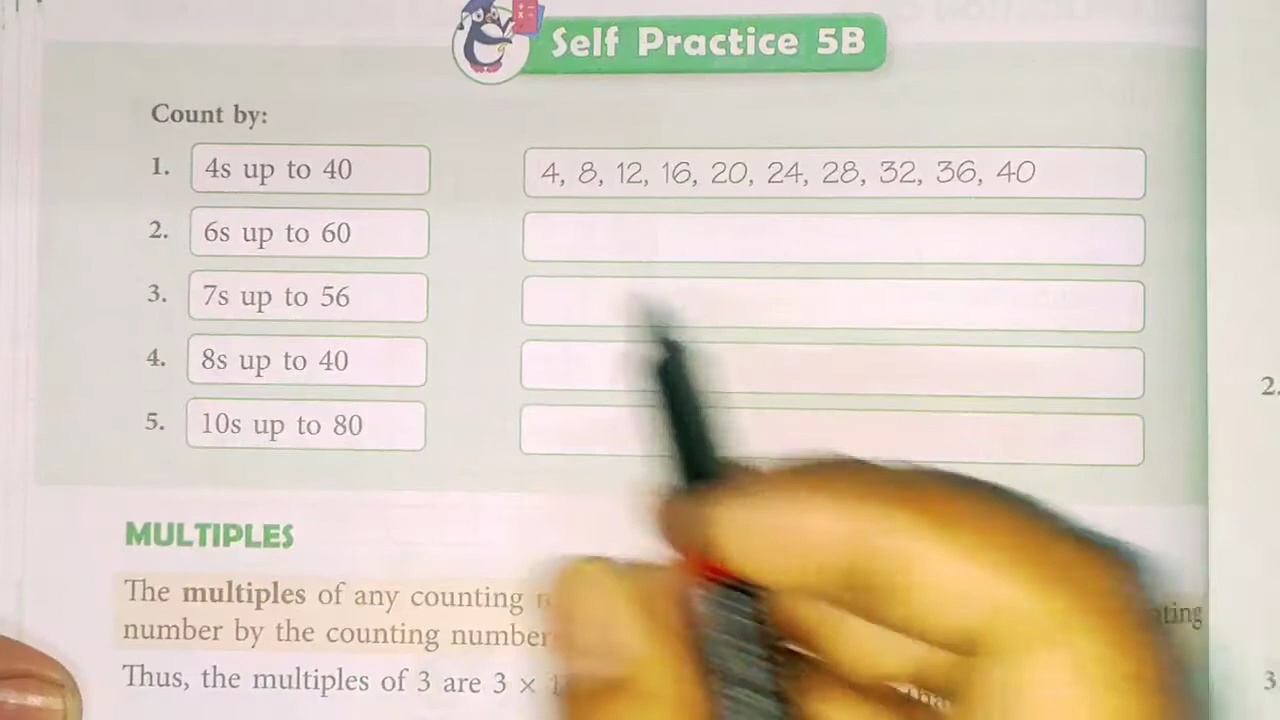 Self Practice 5B
Count by:
1. 4s up to 40 4, 8, 12, 16, 20, 24, 28, 32, 36, 40
2. 6s up to 60
3. 7s up to 56
4. 8s up to 40
5. 10s up to 80
2.
MULTIPLES
The multiples of any counting
number by the counting number
Thus, the multiples of 3 are 3 ×
3